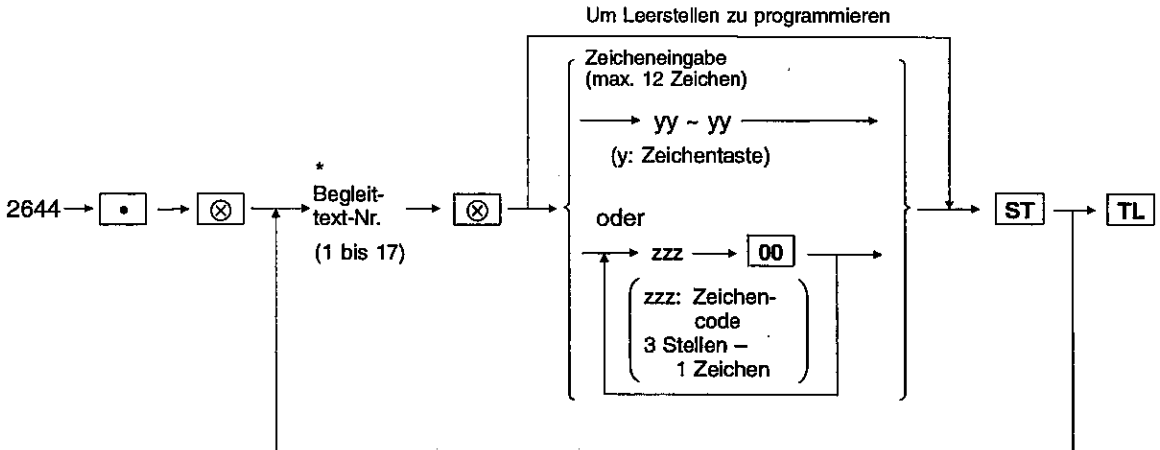 Um Leerstellen zu programmieren
Zeicheneingabe
(max. 12 Zeichen)
yy ~ yy
(y: Zeichentaste)
*
Begleit-
text-Nr.
(1 bis 17)
2644 • ⊗ ⊗ ST TL
oder
zzz 00
(zzz: Zeichen-
code
3 Stellen –
1 Zeichen)